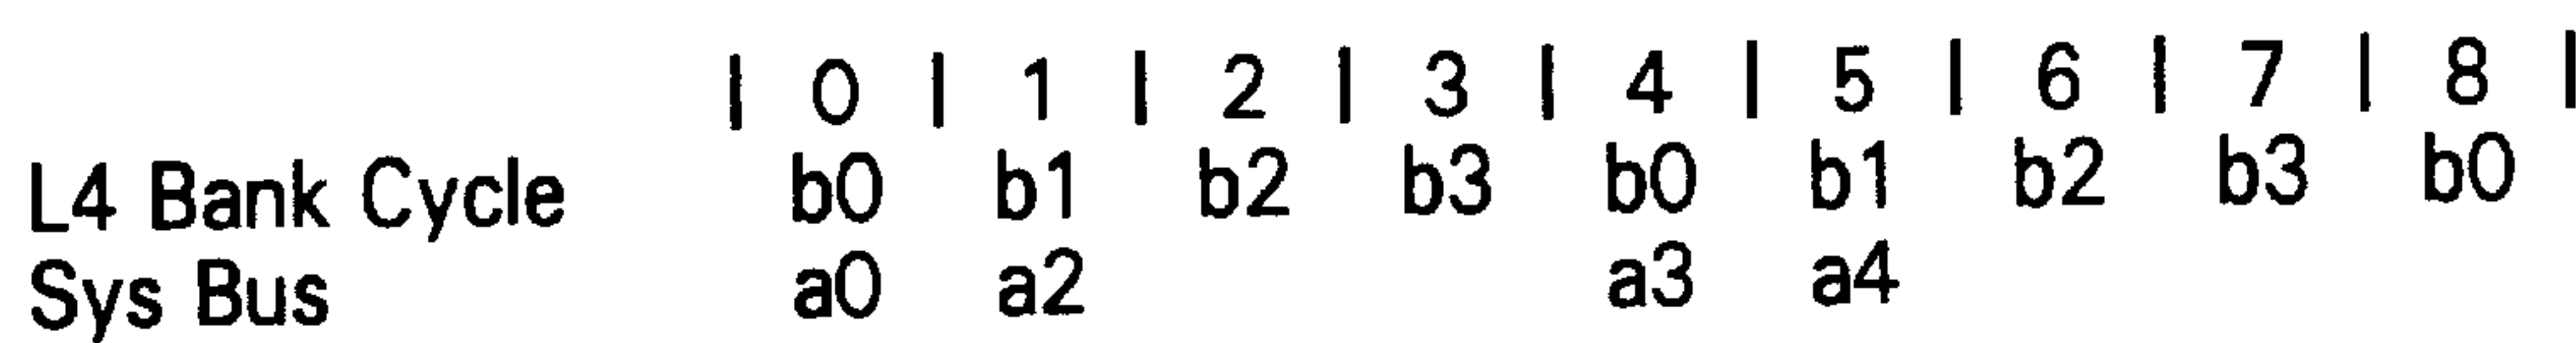 | 0 | 1 | 2 | 3 | 4 | 5 | 6 | 7 | 8 |
L4 Bank Cycle b0 b1 b2 b3 b0 b1 b2 b3 b0
Sys Bus a0 a2 a3 a4